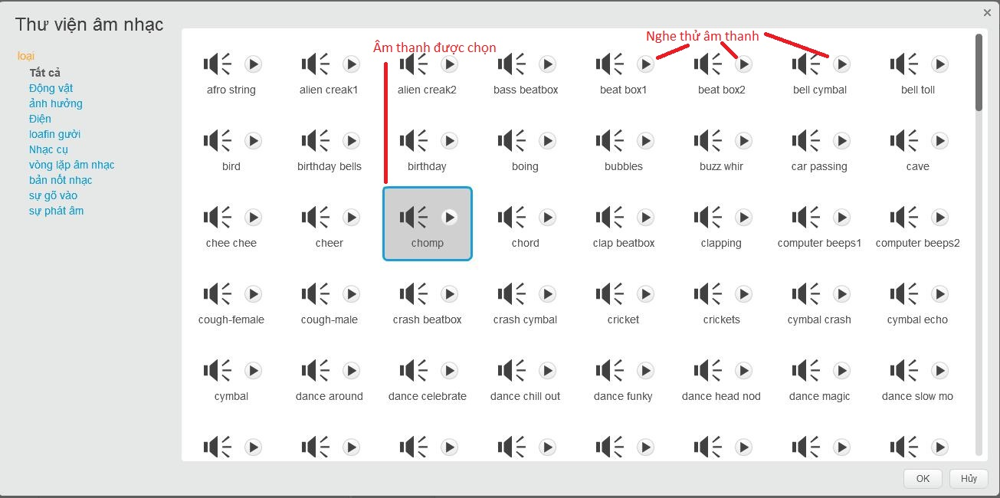 Thư viện âm nhạc
loại
Tất cả
Động vật
ảnh hưởng
Điện
loafin gười
Nhạc cụ
vòng lặp âm nhạc
bản nốt nhạc
sự gõ vào
sự phát âm
Âm thanh được chọn
Nghe thử âm thanh
afro string alien creak1 alien creak2 bass beatbox beat box1 beat box2 bell cymbal bell toll
bird birthday bells birthday boing bubbles buzz whir car passing cave
chee chee cheer chomp chord clap beatbox clapping computer beeps1 computer beeps2
cough-female cough-male crash beatbox crash cymbal cricket crickets cymbal crash cymbal echo
cymbal dance around dance celebrate dance chill out dance funky dance head nod dance magic dance slow mo
OK Hủy